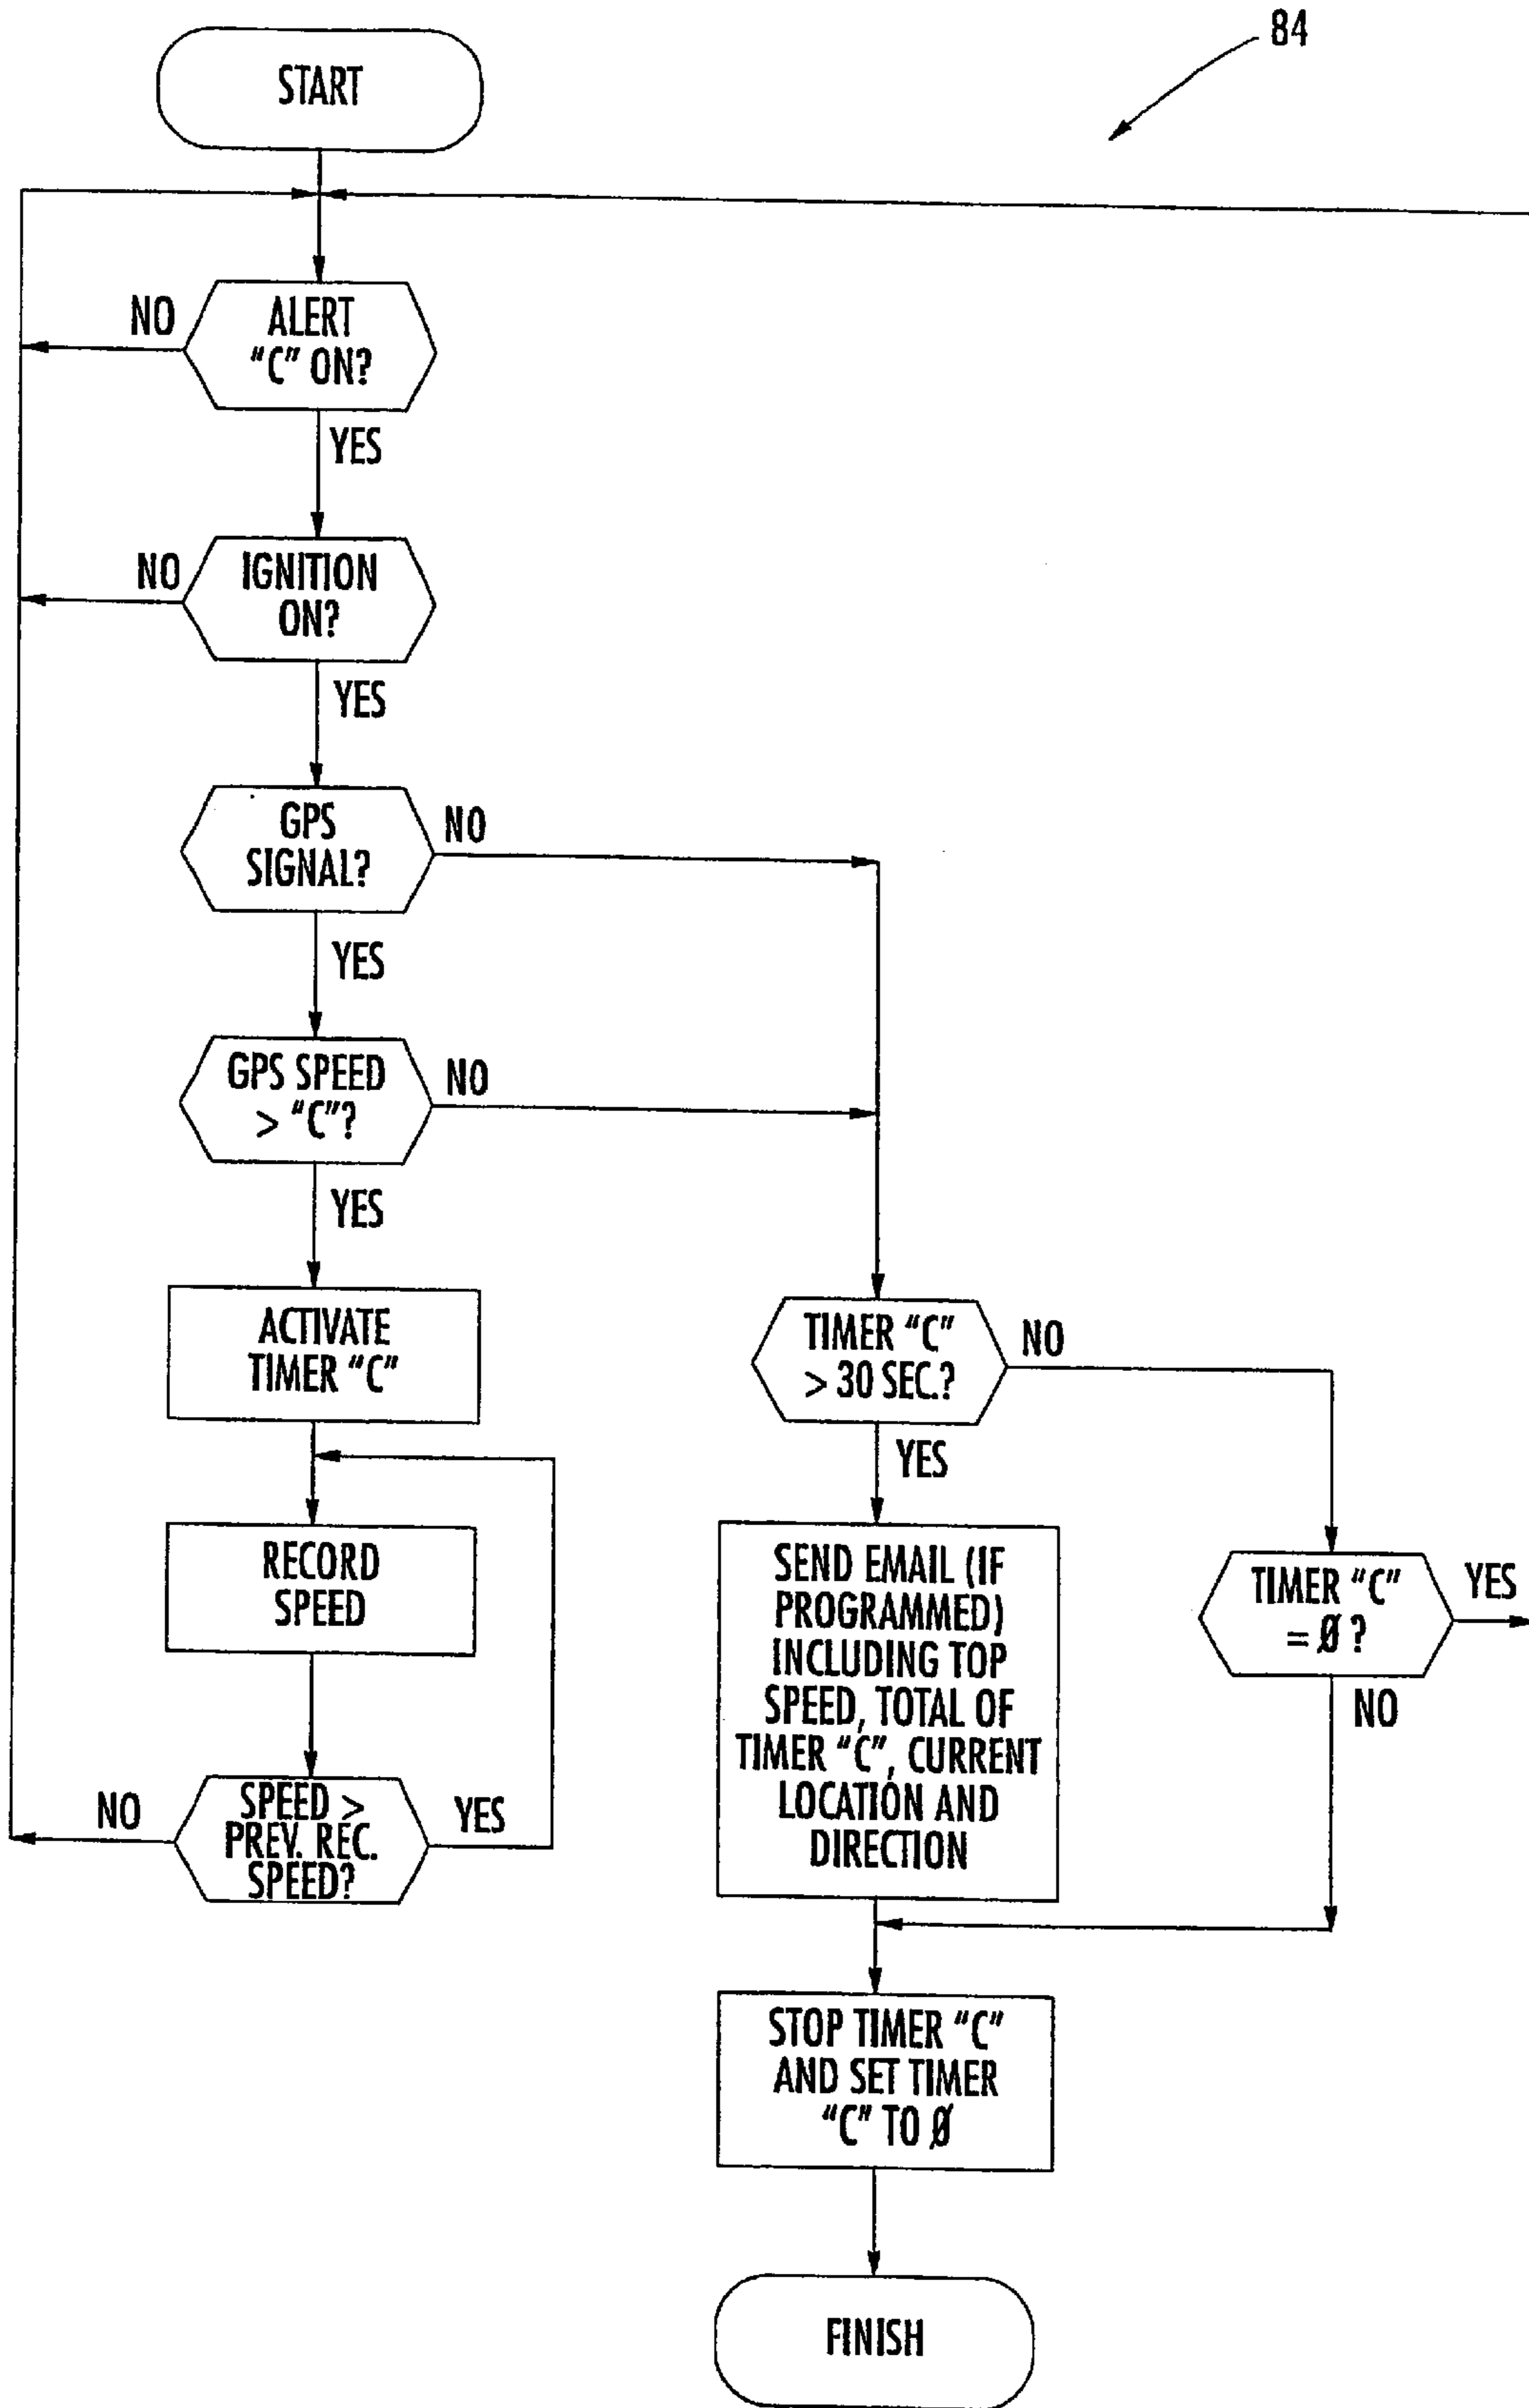 84
START
ALERT
"C" ON?
NO
YES
IGNITION
ON?
NO
YES
GPS
SIGNAL?
NO
YES
GPS SPEED
> "C"?
NO
YES
ACTIVATE
TIMER "C"
RECORD
SPEED
SPEED >
PREV. REC.
SPEED?
NO
YES
TIMER "C"
> 30 SEC.?
NO
YES
SEND EMAIL (IF
PROGRAMMED)
INCLUDING TOP
SPEED, TOTAL OF
TIMER "C", CURRENT
LOCATION AND
DIRECTION
TIMER "C"
= Ø ?
YES
NO
STOP TIMER "C"
AND SET TIMER
"C" TO Ø
FINISH